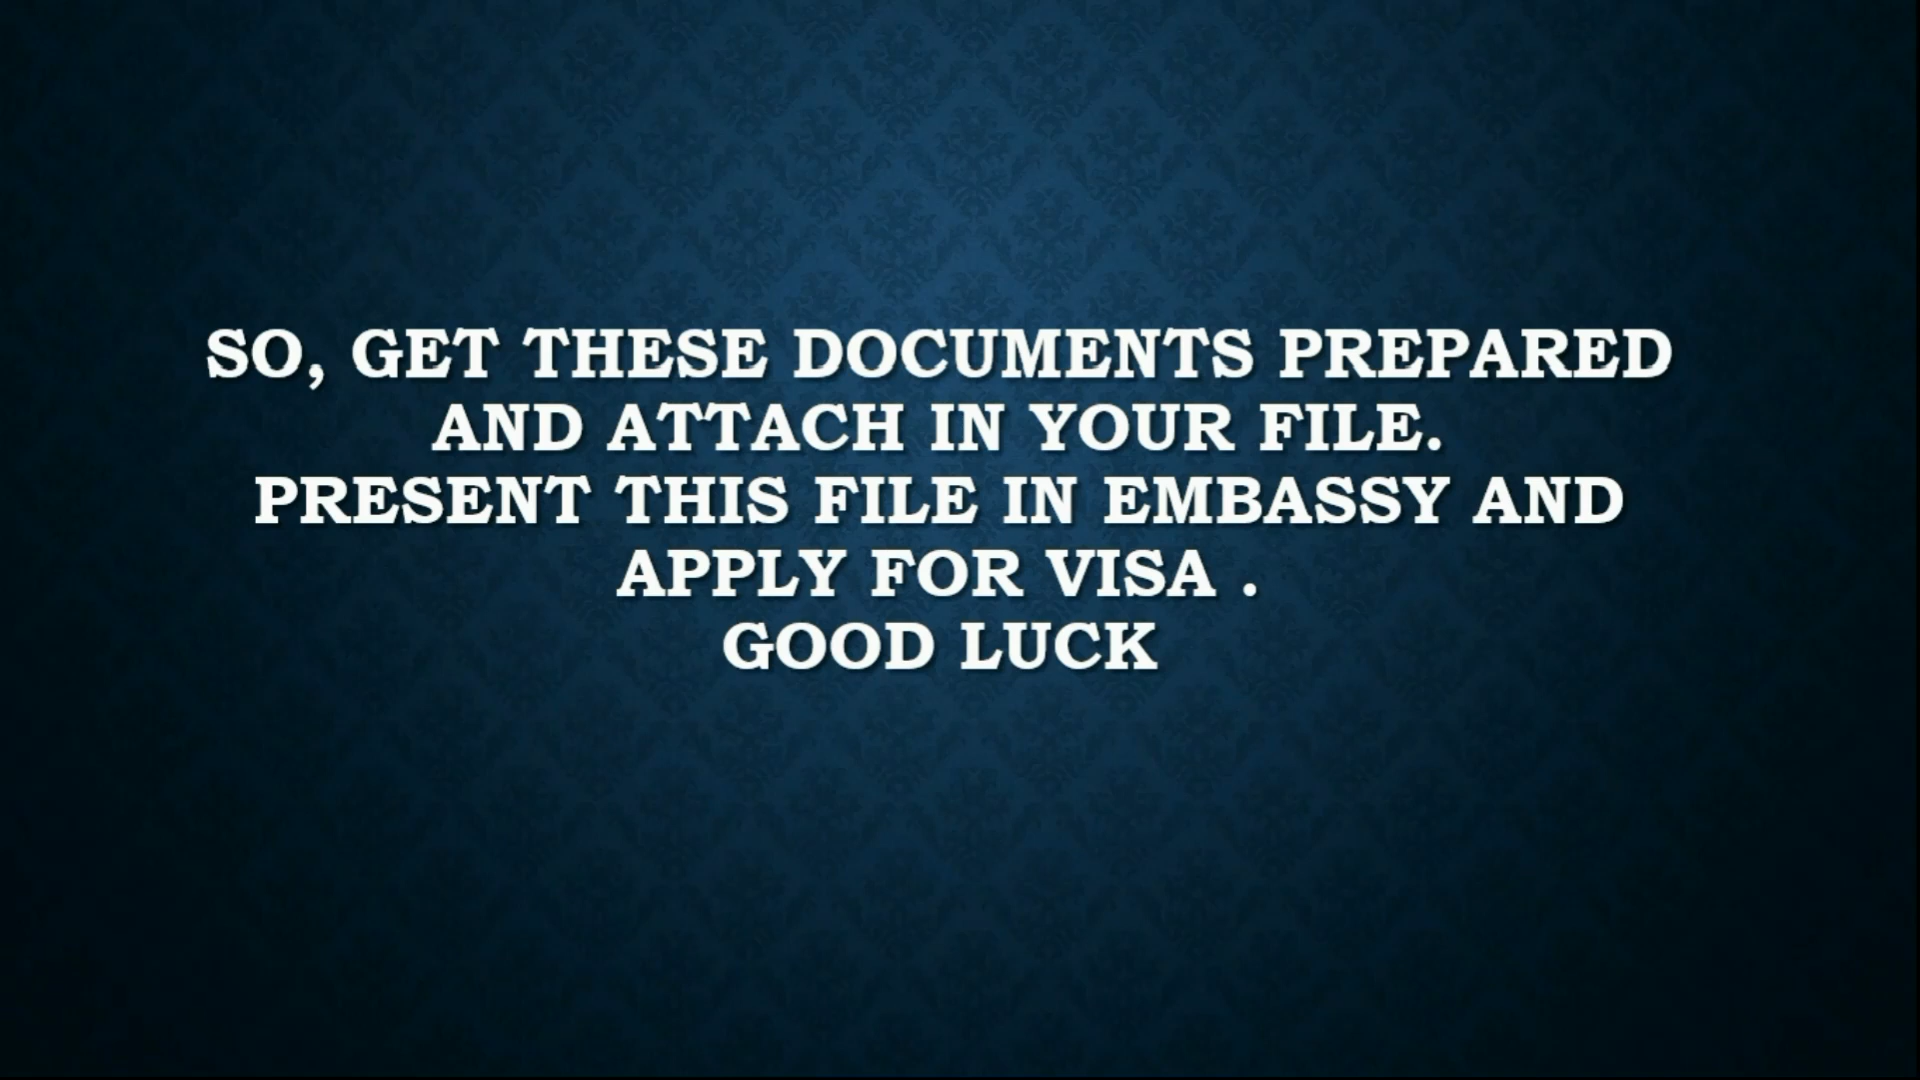 SO, GET THESE DOCUMENTS PREPARED
AND ATTACH IN YOUR FILE.
PRESENT THIS FILE IN EMBASSY AND
APPLY FOR VISA .
GOOD LUCK